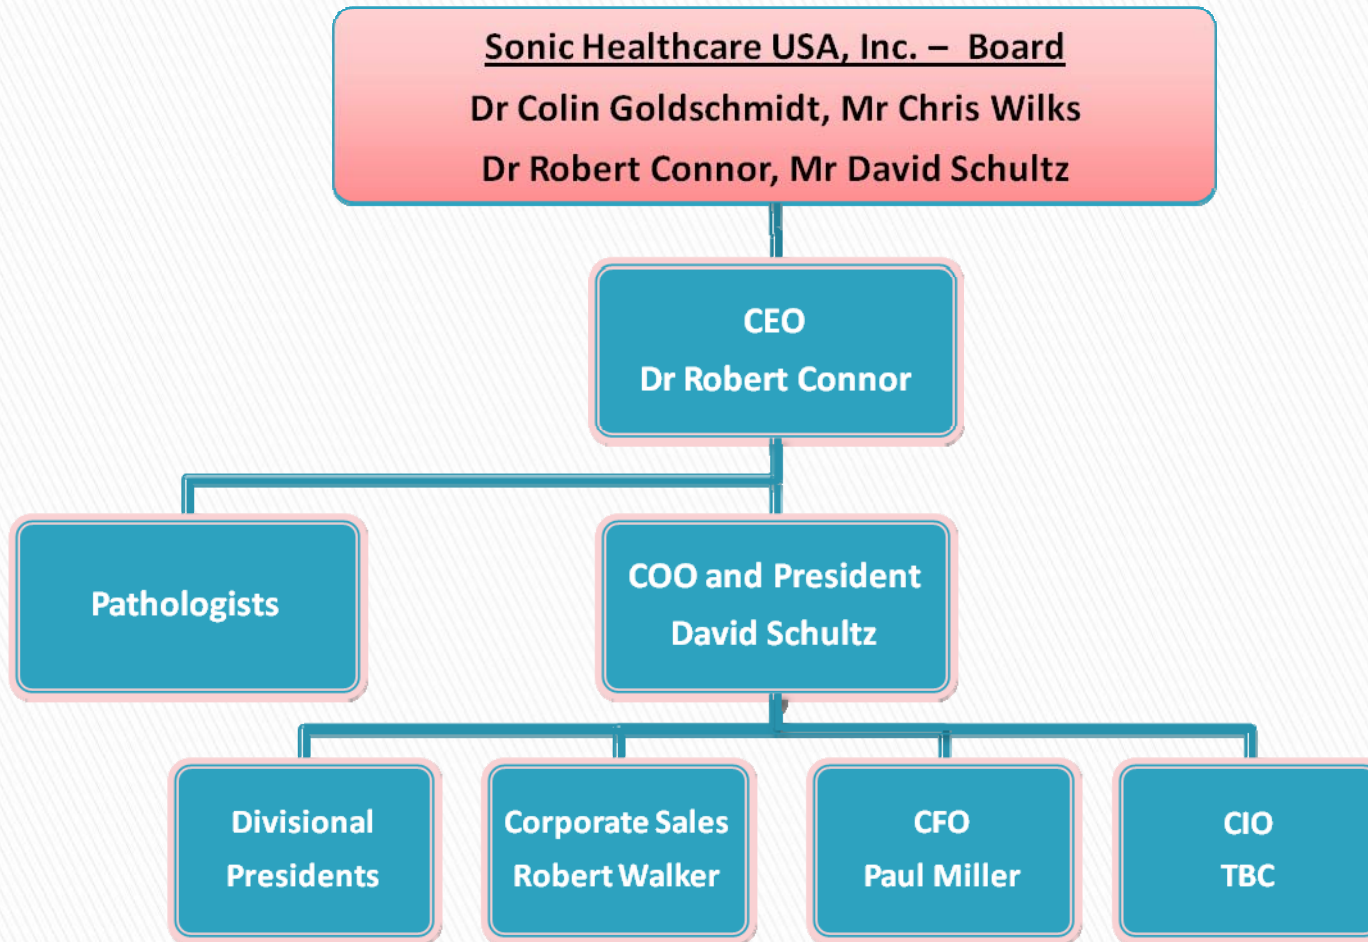 Sonic Healthcare USA, Inc. – Board
Dr Colin Goldschmidt, Mr Chris Wilks
Dr Robert Connor, Mr David Schultz
CEO
Dr Robert Connor
Pathologists
COO and President
David Schultz
Divisional
Presidents
Corporate Sales
Robert Walker
CFO
Paul Miller
CIO
TBC